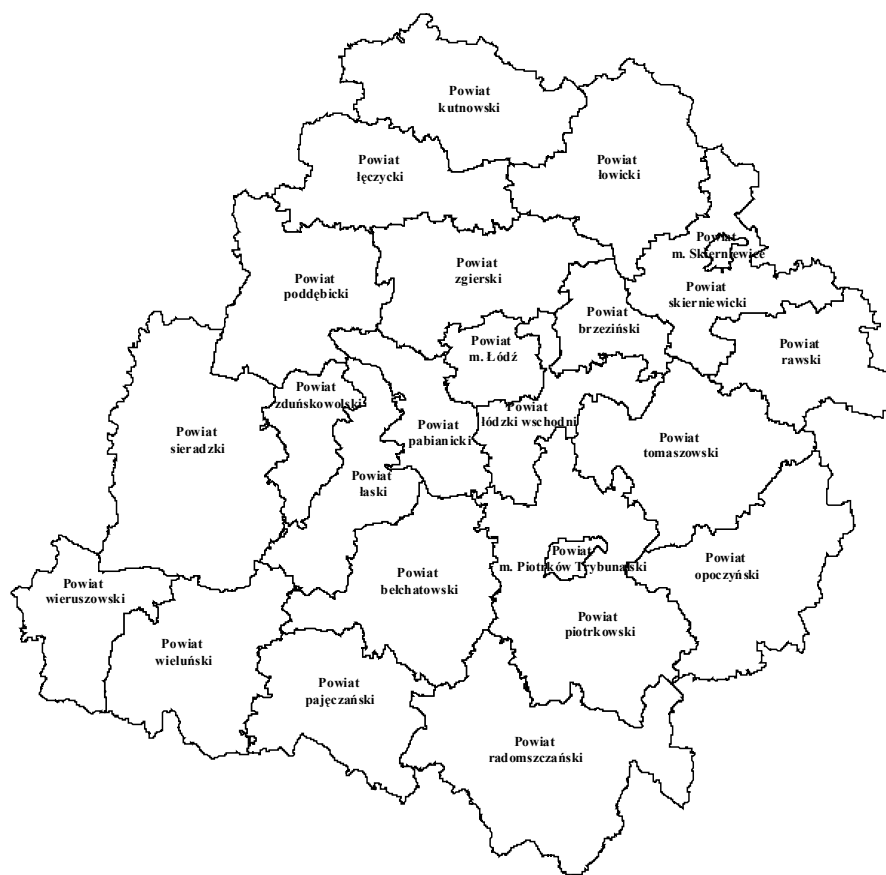 Powiat
kutnowski
Powiat
łęczycki
Powiat
łowicki
Powiat
m. Skierniewice
Powiat
poddębicki
Powiat
zgierski
Powiat
skierniewicki
Powiat
brzeziński
Powiat
m. Łódź
Powiat
rawski
Powiat
zduńskowolski
Powiat
łódzki wschodni
Powiat
sieradzki
Powiat
pabianicki
Powiat
tomaszowski
Powiat
łaski
Powiat
m. Piotrków Trybunalski
Powiat
opoczyński
Powiat
wieruszowski
Powiat
bełchatowski
Powiat
wieluński
Powiat
piotrkowski
Powiat
pajęczański
Powiat
radomszczański